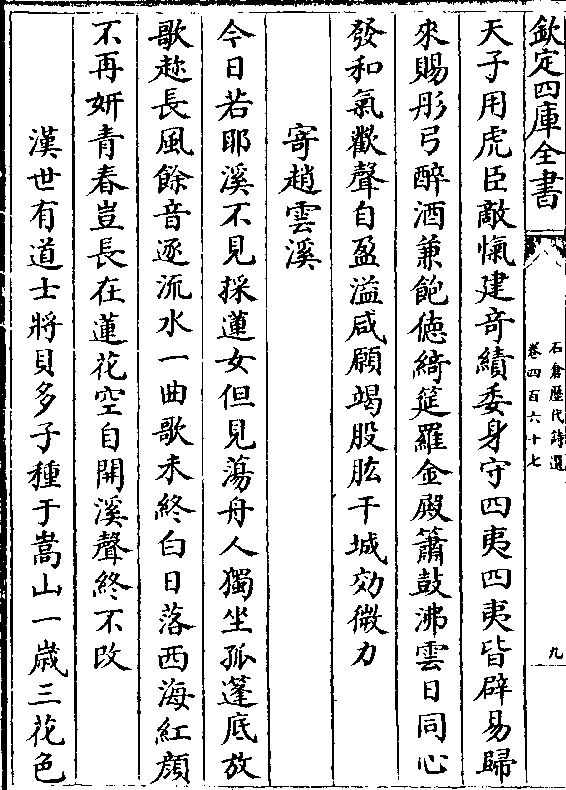 欽定四庫全書
石倉歷代詩選
卷四百六十七
九
天子用虎臣敵愾建竒績委身守四夷四夷皆辟易歸
來賜彤弓醉酒兼飽徳綺筵羅金殿簫鼓沸雲日同心
發和氣歡聲自盈溢咸願竭股肱干城效微力
寄趙雲溪
今日若耶溪不見採蓮女但見蕩舟人獨坐孤蓬底放
歌趂長風餘音逐流水一曲歌未終白日落西海紅顔
不再妍青春豈長在蓮花空自開溪聲終不改
漢世有道士將貝多子種于嵩山一歳三花色